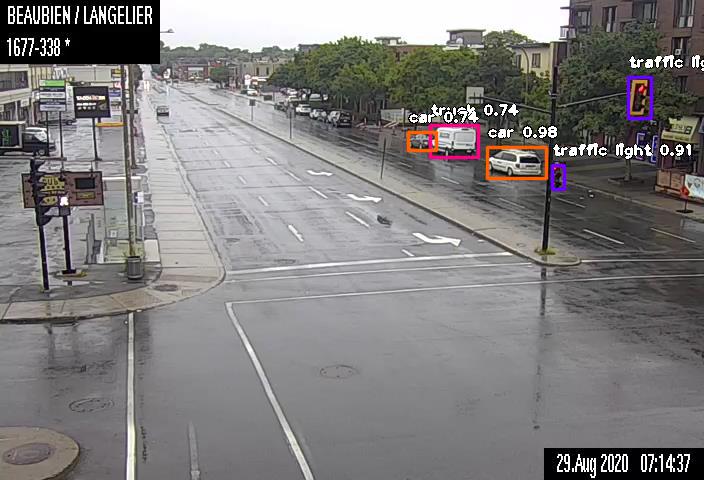 BEAUBIEN / LANGELIER
1677-338 *
traffic lig
truck 0.74
car 0.74
car 0.98
traffic light 0.91
29.Aug 2020 07:14:37